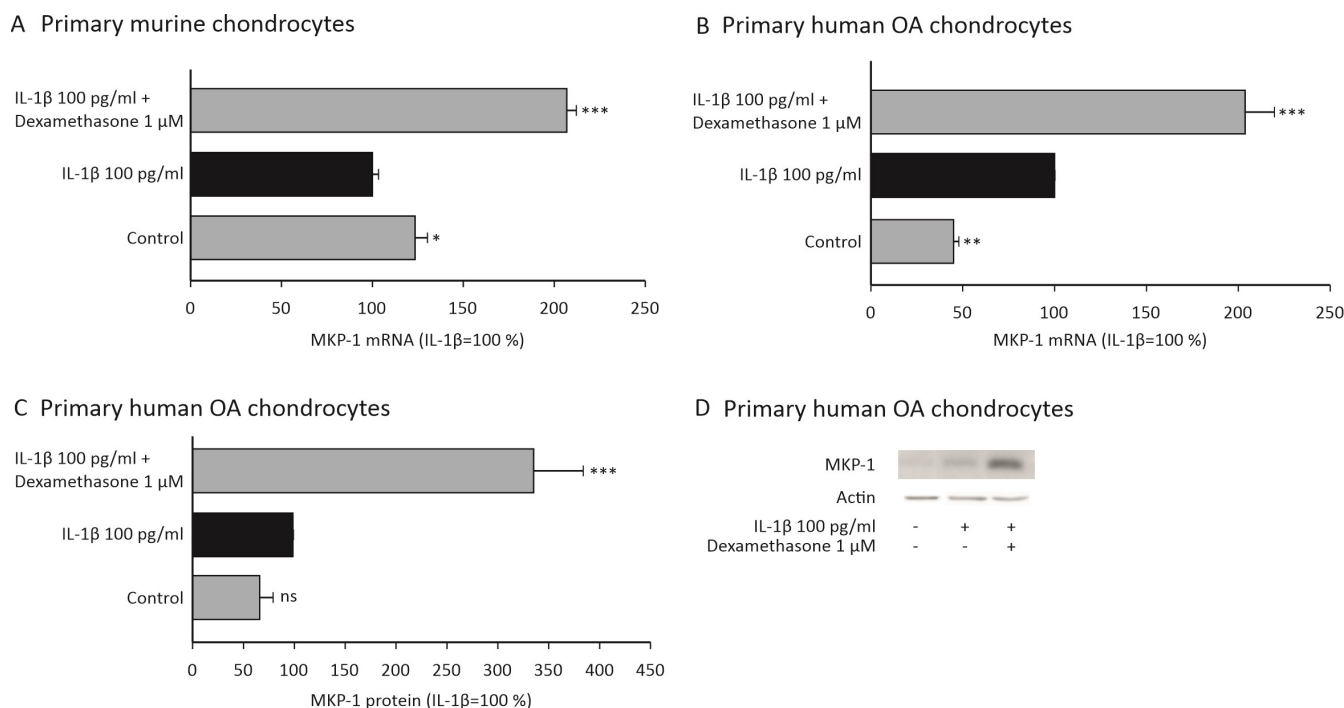 A Primary murine chondrocytes
IL-1β 100 pg/ml +
Dexamethasone 1 µM
***
IL-1β 100 pg/ml
Control
*
0 50 100 150 200 250
MKP-1 mRNA (IL-1β=100 %)
B Primary human OA chondrocytes
IL-1β 100 pg/ml +
Dexamethasone 1 µM
***
IL-1β 100 pg/ml
Control
**
0 50 100 150 200 250
MKP-1 mRNA (IL-1β=100 %)
C Primary human OA chondrocytes
IL-1β 100 pg/ml +
Dexamethasone 1 µM
***
IL-1β 100 pg/ml
Control
ns
0 50 100 150 200 250 300 350 400 450
MKP-1 protein (IL-1β=100 %)
D Primary human OA chondrocytes
MKP-1
Actin
IL-1β 100 pg/ml - + +
Dexamethasone 1 µM - - +